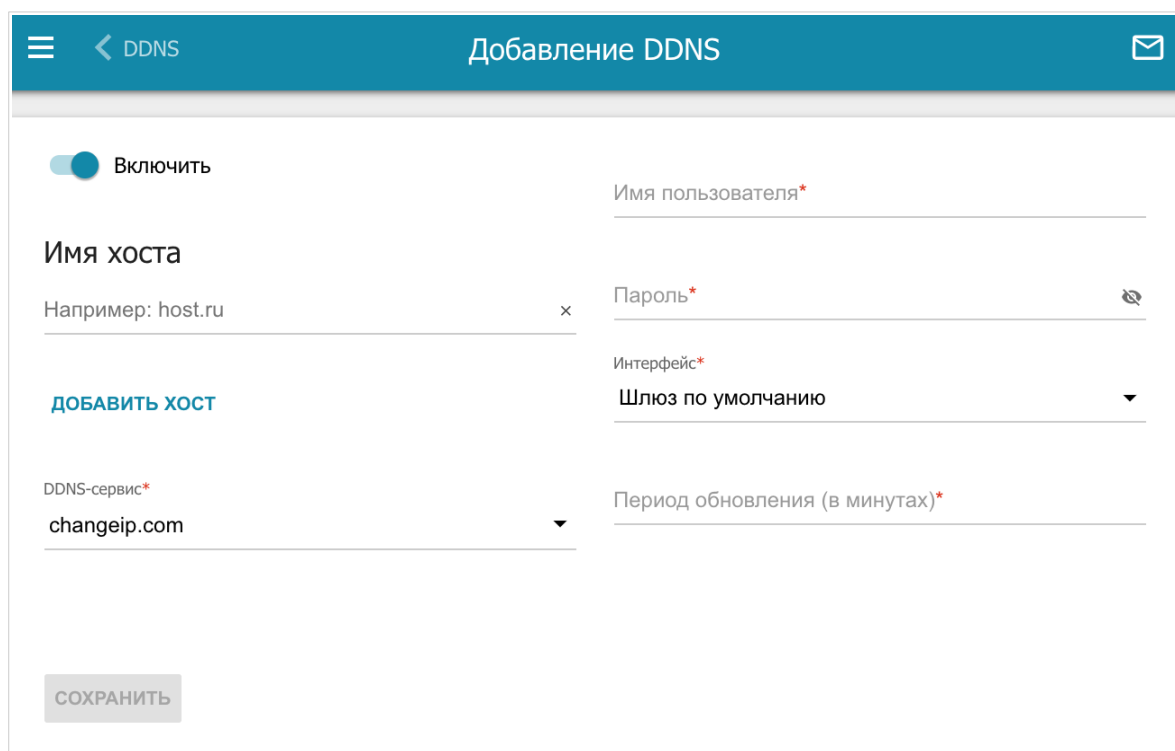 DDNS
Добавление DDNS
Включить
Имя хоста
Например: host.ru
ДОБАВИТЬ ХОСТ
DDNS-сервис*
changeip.com
СОХРАНИТЬ
Имя пользователя*
Пароль*
Интерфейс*
Шлюз по умолчанию
Период обновления (в минутах)*